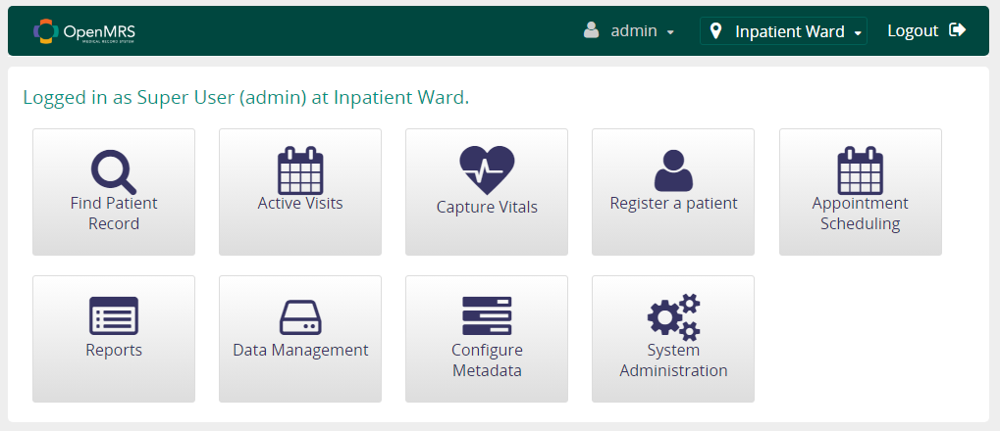 OpenMRS
MEDICAL RECORD SYSTEM
admin
Inpatient Ward
Logout
Logged in as Super User (admin) at Inpatient Ward.
Find Patient
Record
Active Visits
Capture Vitals
Register a patient
Appointment
Scheduling
Reports
Data Management
Configure
Metadata
System
Administration